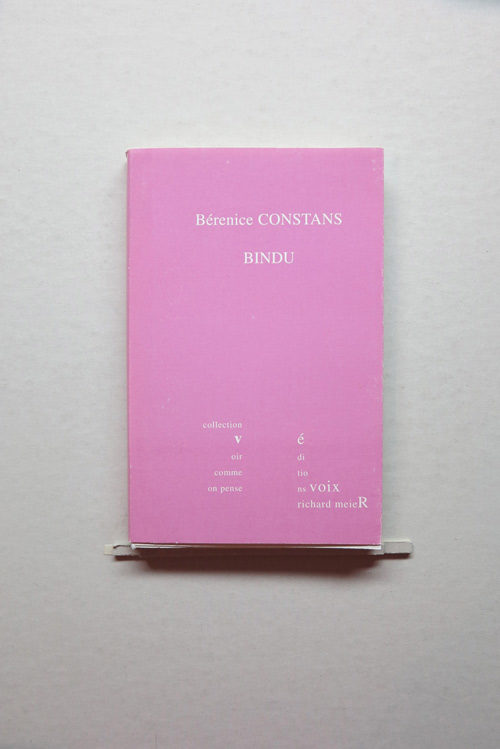 Bérenice CONSTANS
BINDU
collection
v
oir
comme
on pense
é
di
tio
ns voix
richard meieR